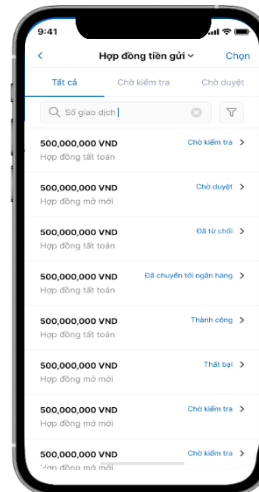 9:41
Hợp đồng tiền gửi
Chọn
Tất cả
Chờ kiểm tra
Chờ duyệt
Số giao dịch
500,000,000 VND
Chờ kiểm tra
Hợp đồng tất toán
500,000,000 VND
Chờ duyệt
Hợp đồng mở mới
500,000,000 VND
Đã từ chối
Hợp đồng tất toán
500,000,000 VND
Đã chuyển tới ngân hàng
Hợp đồng tất toán
500,000,000 VND
Thành công
Hợp đồng tất toán
500,000,000 VND
Thất bại
Hợp đồng mở mới
500,000,000 VND
Chờ kiểm tra
Hợp đồng mở mới
500,000,000 VND
Chờ kiểm tra
Hợp đồng mở mới